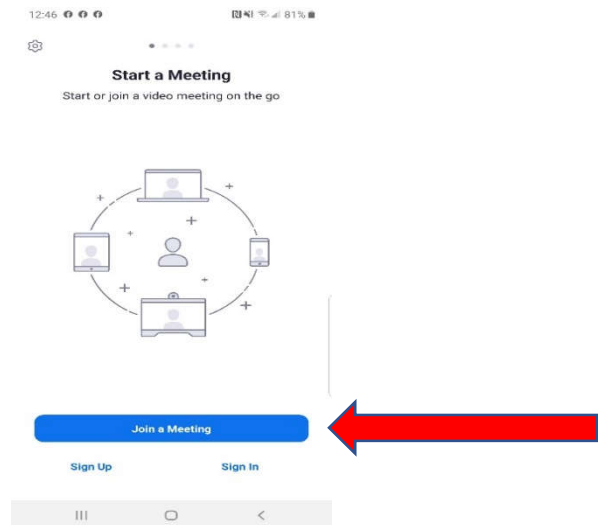 12:46 81%
Start a Meeting
Start or join a video meeting on the go
Join a Meeting
Sign Up Sign In